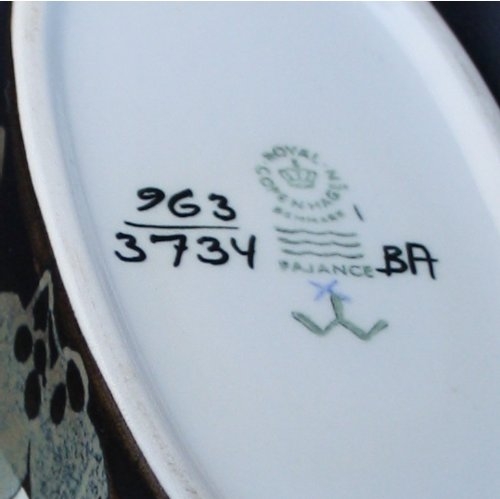 ROYAL
COPENHAGEN
DENMARK
963
3734
FAJANCE
BA